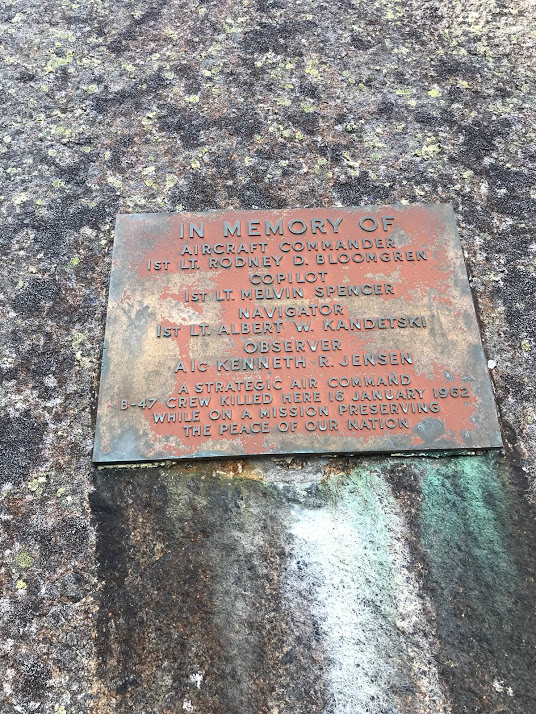 IN MEMORY OF
AIRCRAFT COMMANDER
1ST LT. RODNEY D. BLOOMGREN
COPILOT
1ST LT. MELVIN SPENCER
NAVIGATOR
1ST LT. ALBERT W. KANDETSKI
OBSERVER
A1C KENNETH R. JENSEN
A STRATEGIC AIR COMMAND
B-47 CREW KILLED HERE 16 JANUARY 1962
WHILE ON A MISSION PRESERVING
THE PEACE OF OUR NATION